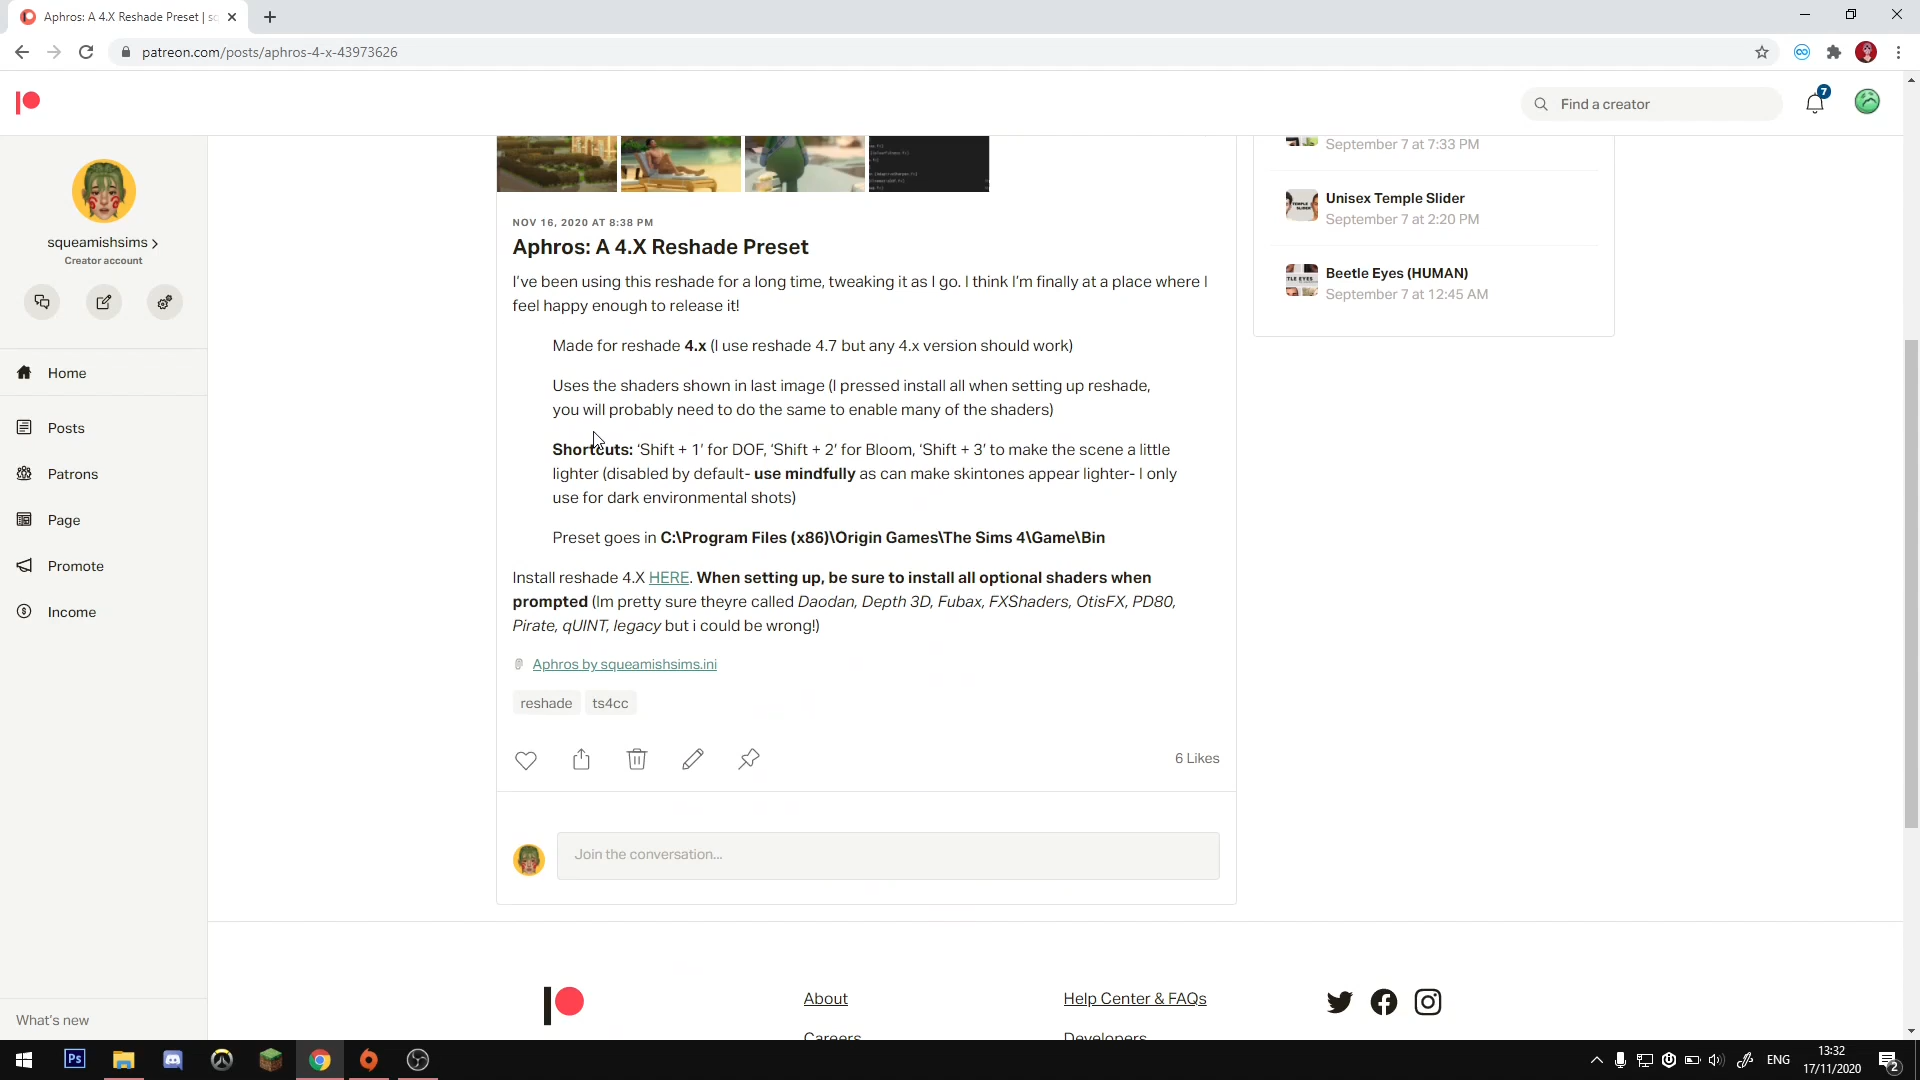 Aphros: A 4.X Reshade Preset | sc
patreon.com/posts/aphros-4-x-43973626
Find a creator
7
squeamishsims
Creator account
Home
Posts
Patrons
Page
Promote
Income
What's new
NOV 16, 2020 AT 8:38 PM
Aphros: A 4.X Reshade Preset
I've been using this reshade for a long time, tweaking it as I go. I think I'm finally at a place where I
feel happy enough to release it!
Made for reshade 4.x (I use reshade 4.7 but any 4.x version should work)
Uses the shaders shown in last image (I pressed install all when setting up reshade,
you will probably need to do the same to enable many of the shaders)
Shortcuts: 'Shift + 1' for DOF, 'Shift + 2' for Bloom, 'Shift + 3' to make the scene a little
lighter (disabled by default- use mindfully as can make skintones appear lighter- I only
use for dark environmental shots)
Preset goes in C:\Program Files (x86)\Origin Games\The Sims 4\Game\Bin
Install reshade 4.X HERE. When setting up, be sure to install all optional shaders when
prompted (Im pretty sure theyre called Daodan, Depth 3D, Fubax, FXShaders, OtisFX, PD80,
Pirate, qUINT, legacy but i could be wrong!)
Aphros by squeamishsims.ini
reshade ts4cc
6 Likes
Join the conversation...
September 7 at 7:33 PM
Unisex Temple Slider
September 7 at 2:20 PM
Beetle Eyes (HUMAN)
September 7 at 12:45 AM
About
Careers
Help Center & FAQs
Developers
Ps
ENG
13:32
17/11/2020
2